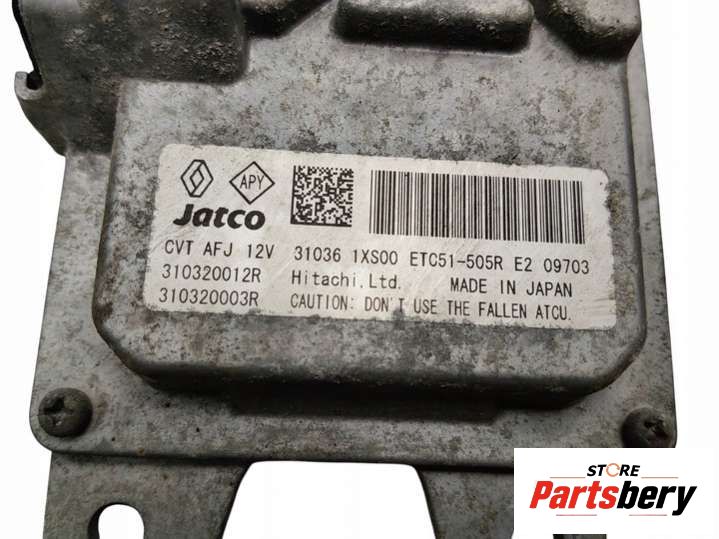 APY
Jatco
CVT AFJ 12V 31036 1XS00 ETC51-505R E2 09703
310320012R Hitachi, Ltd. MADE IN JAPAN
310320003R CAUTION: DON'T USE THE FALLEN ATCU.
STORE
Partsbery